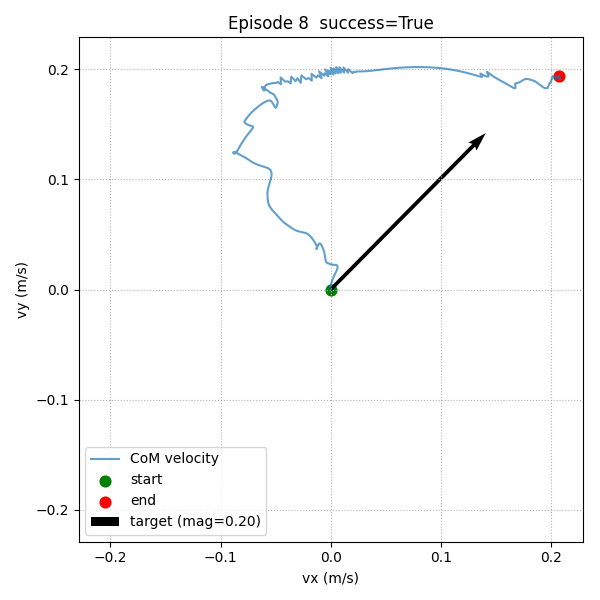 Episode 8  success=True
vy (m/s)
0.2
0.1
0.0
−0.1
−0.2
CoM velocity
start
end
target (mag=0.20)
−0.2
−0.1
0.0
0.1
0.2
vx (m/s)